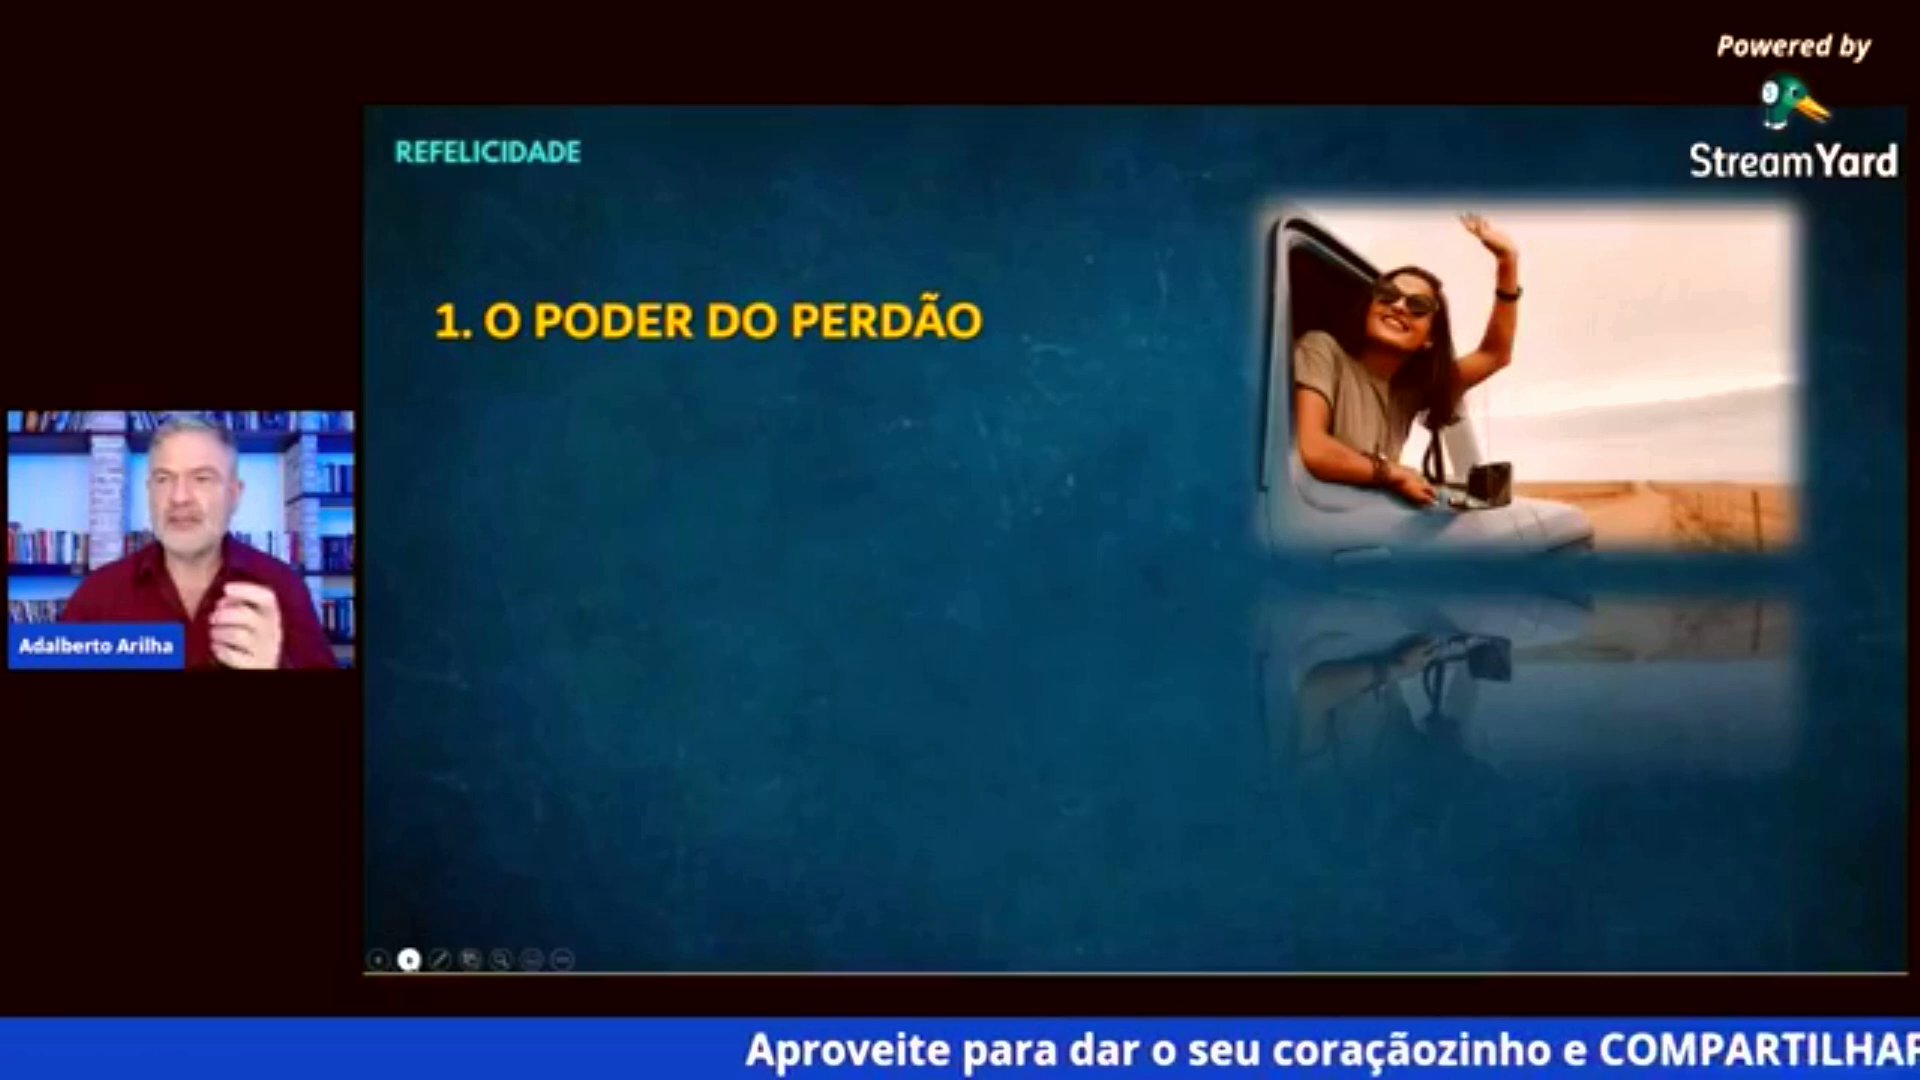 Powered by
StreamYard
REFELICIDADE
1. O PODER DO PERDÃO
Adalberto Arilha
Aproveite para dar o seu coraçãozinho e COMPARTILHAR